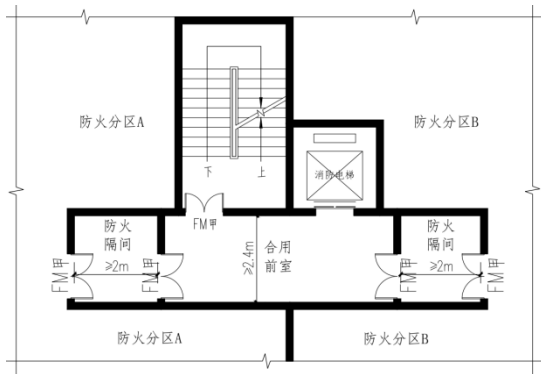 防火分区A
防火分区B
消防电梯
下
上
FM甲
防火
隔间
≥2m
FM甲
FM甲
≥2.4m
合用
前室
防火
隔间
≥2m
FM甲
FM甲
防火分区A
防火分区B